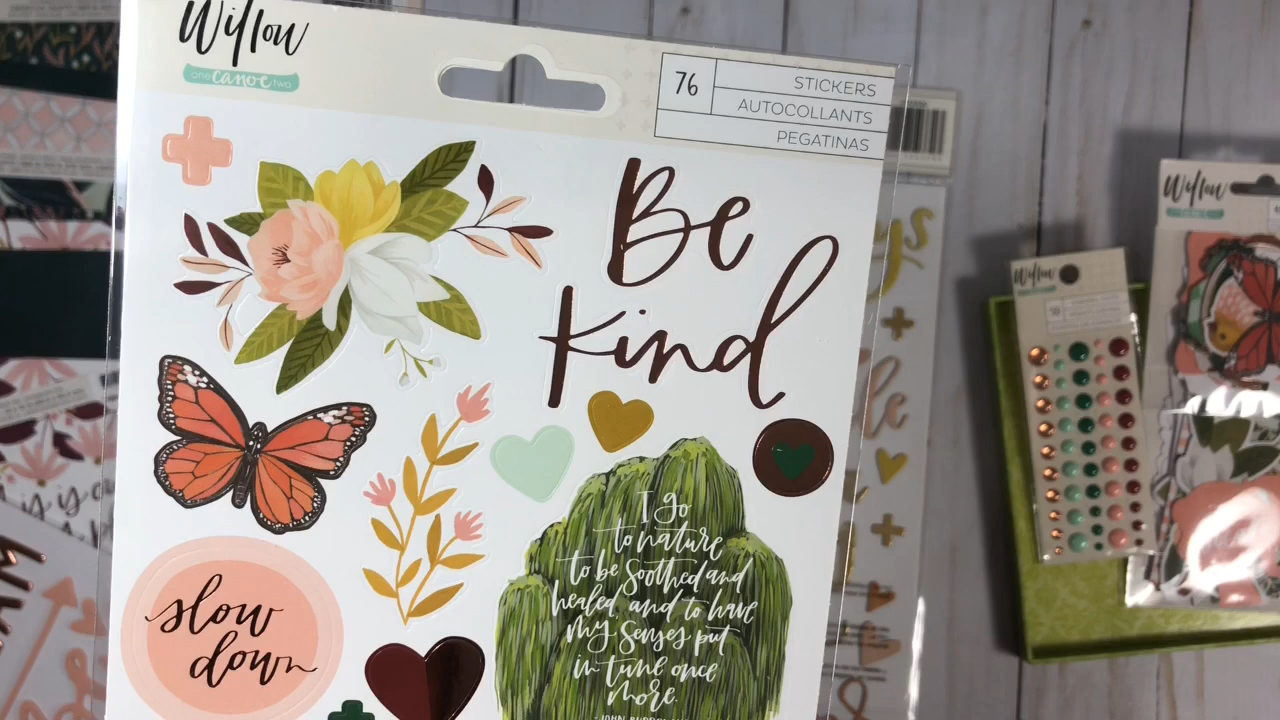 Willow
one canoe two
76
STICKERS
AUTOCOLLANTS
PEGATINAS
Be
Kind
I go
to nature
to be soothed and
healed and to have
my senses put
in tune once
more.
slow
down
Willow
Willow